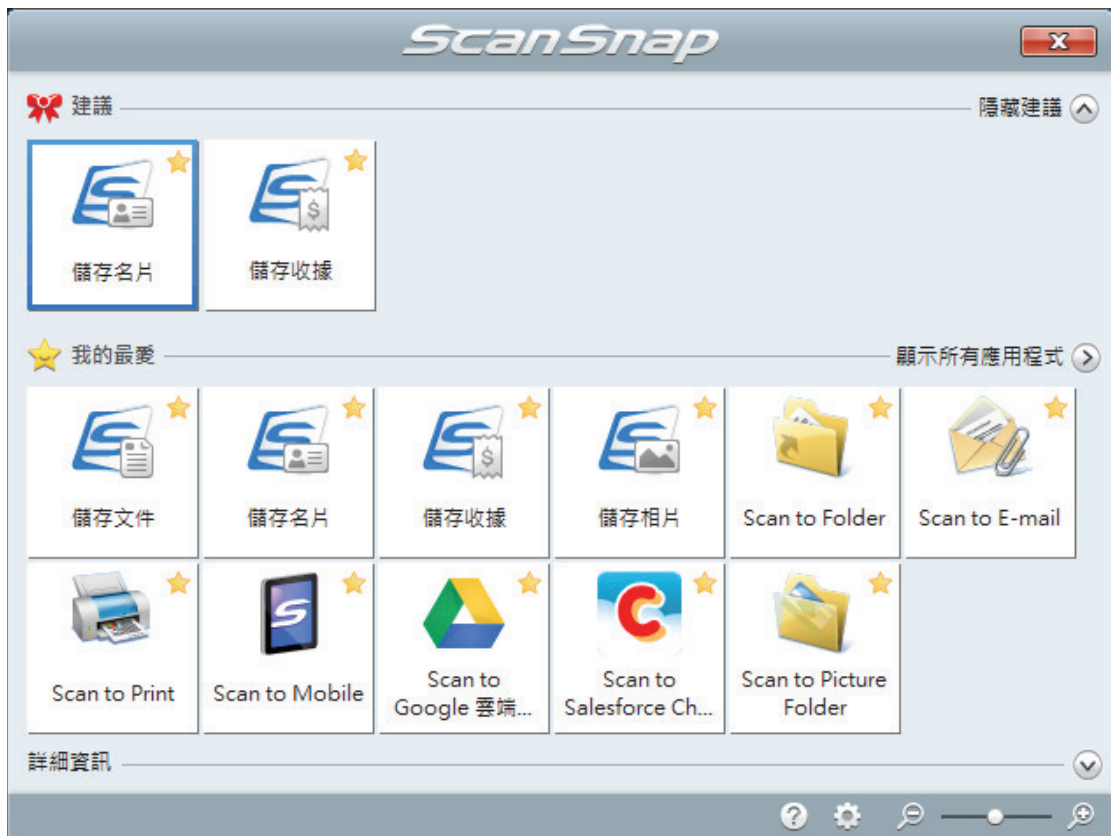 ScanSnap
建議
隱藏建議
儲存名片
儲存收據
我的最愛
顯示所有應用程式
儲存文件
儲存名片
儲存收據
儲存相片
Scan to Folder
Scan to E-mail
Scan to Print
Scan to Mobile
Scan to
Google 雲端...
Scan to
Salesforce Ch...
Scan to Picture
Folder
詳細資訊